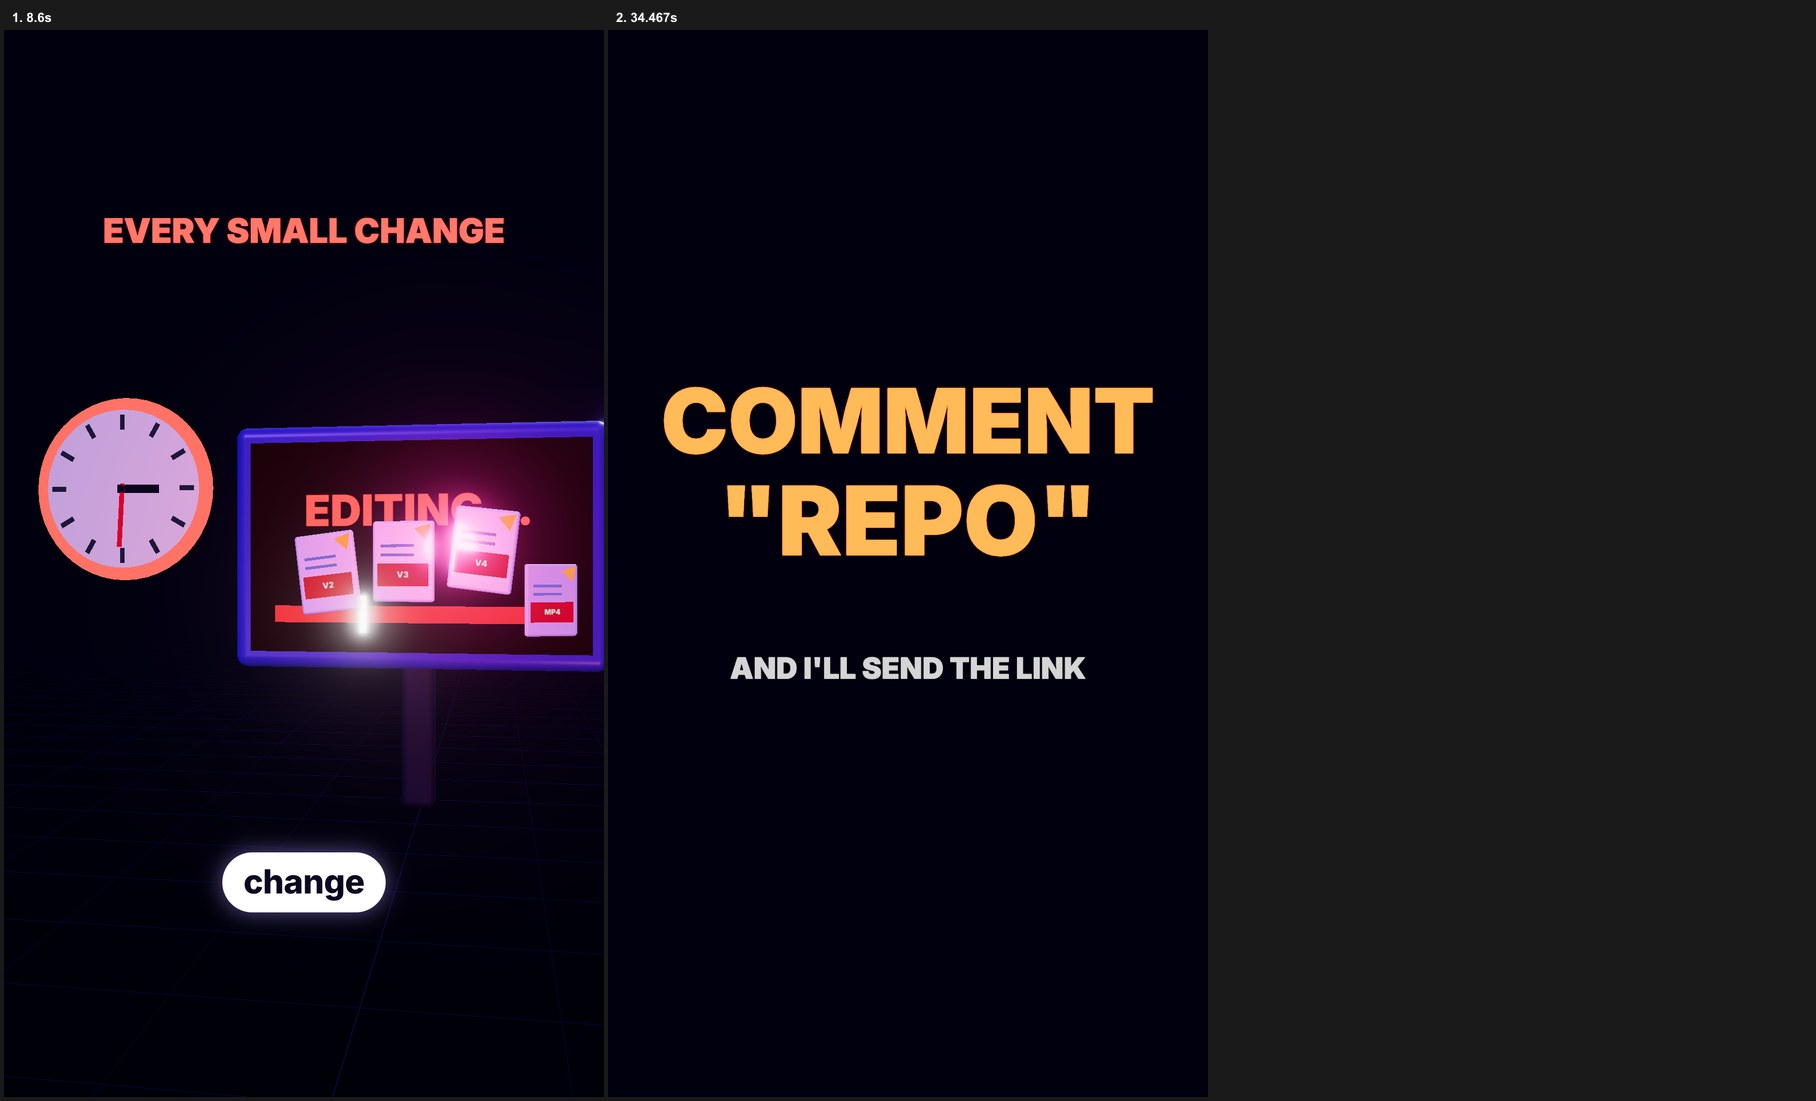 1. 8.6s
EVERY SMALL CHANGE
EDITING...
V2
V3
V4
MP4
change
2. 34.467s
COMMENT
"REPO"
AND I'LL SEND THE LINK